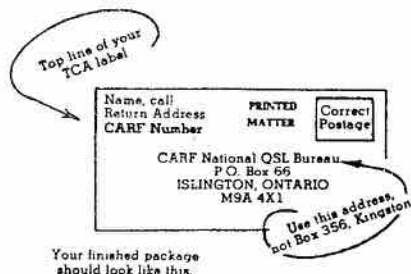 Top line of your
TCA label
Name, call
Return Address
CARF Number
PRINTED
MATTER
Correct
Postage
CARF National QSL Bureau
P.O. Box 66
ISLINGTON, ONTARIO
M9A 4X1
Use this address,
not Box 356, Kingston
Your finished package
should look like this.